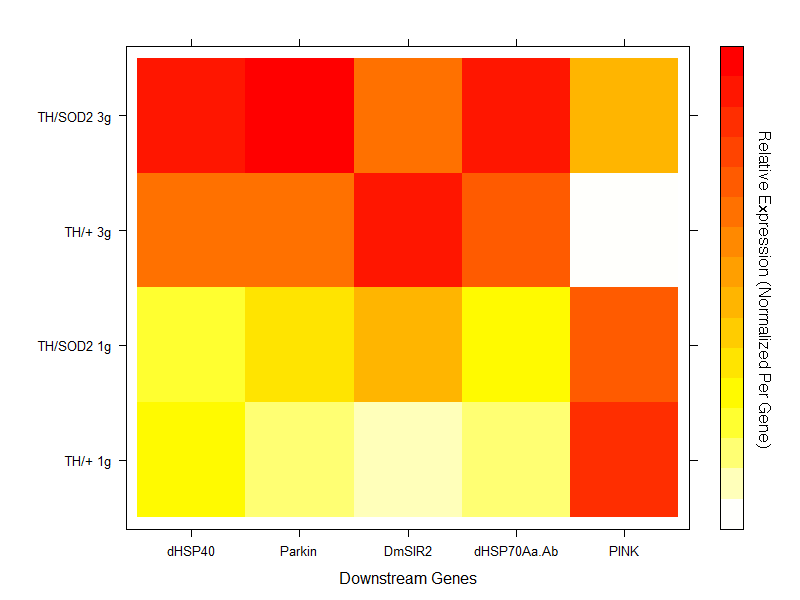 TH/SOD2 3g
TH/+ 3g
TH/SOD2 1g
TH/+ 1g
dHSP40 Parkin DmSIR2 dHSP70Aa.Ab PINK
Downstream Genes
Relative Expression (Normalized Per Gene)